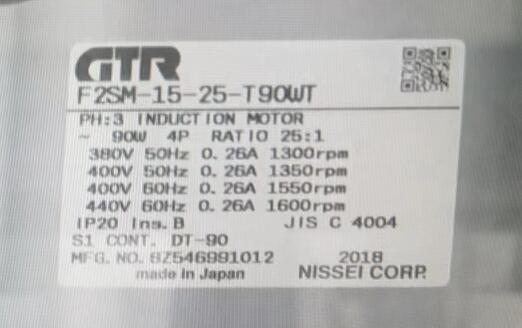 GTR
F2SM-15-25-T90WT
PH:3 INDUCTION MOTOR
~ 90W 4P RATIO 25:1
380V 50Hz 0.26A 1300rpm
400V 50Hz 0.26A 1350rpm
400V 60Hz 0.26A 1550rpm
440V 60Hz 0.26A 1600rpm
IP20 Ins.B JIS C 4004
S1 CONT. DT-90
MFG. NO. 8Z546991012 2018
made in Japan NISSEI CORP.